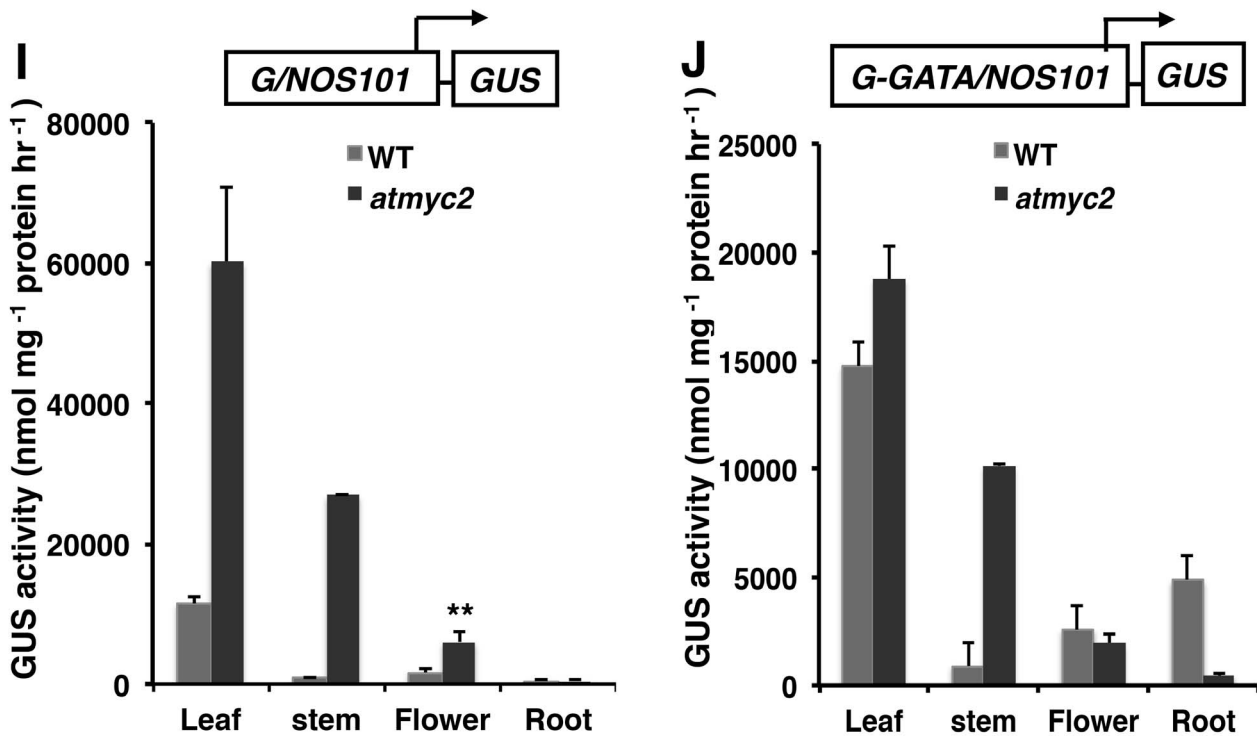 I
G/NOS101 GUS
GUS activity (nmol mg⁻¹ protein hr⁻¹ )
80000
60000
40000
20000
0
WT
atmyc2
**
Leaf stem Flower Root
J
G-GATA/NOS101 GUS
GUS activity (nmol mg⁻¹ protein hr⁻¹ )
25000
20000
15000
10000
5000
0
WT
atmyc2
Leaf stem Flower Root